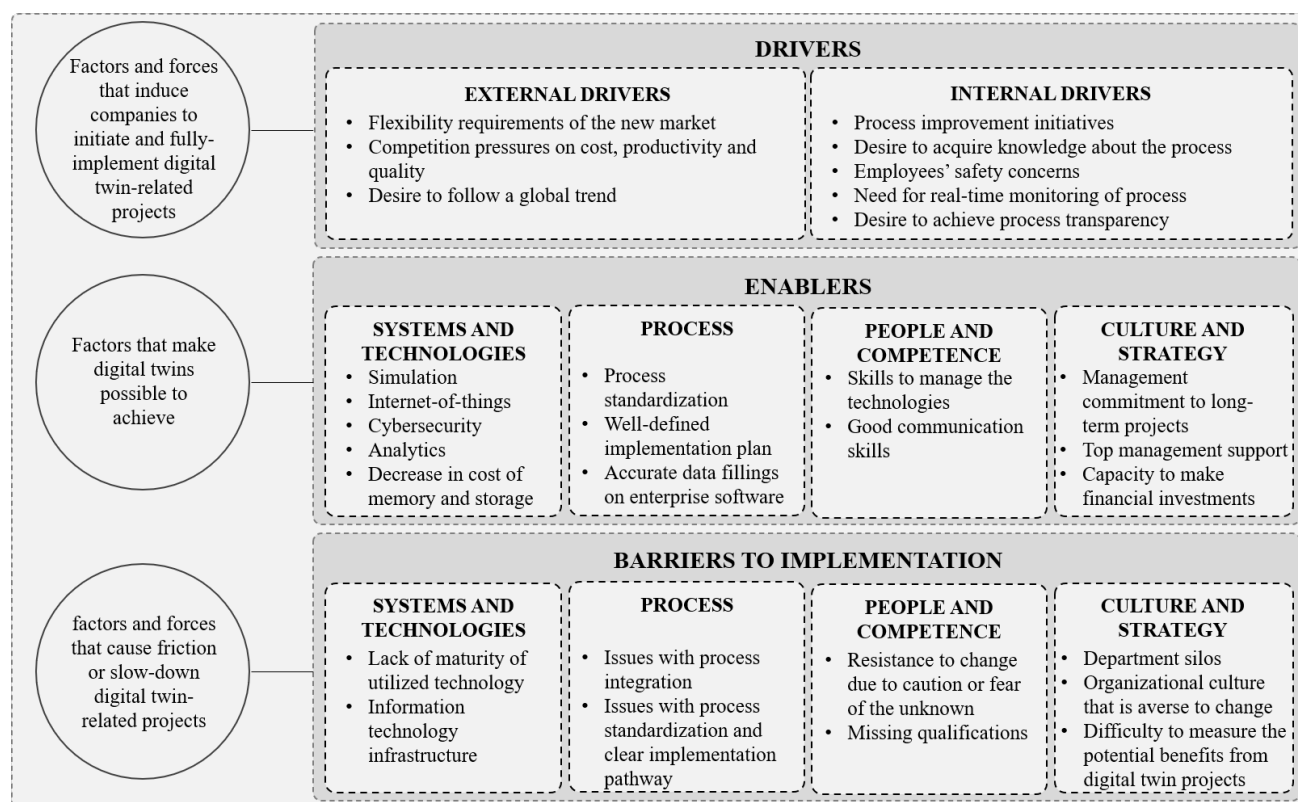 Factors and forces
that induce
companies to
initiate and fully-
implement digital
twin-related
projects
DRIVERS
EXTERNAL DRIVERS
• Flexibility requirements of the new market
• Competition pressures on cost, productivity and
quality
• Desire to follow a global trend
INTERNAL DRIVERS
• Process improvement initiatives
• Desire to acquire knowledge about the process
• Employees’ safety concerns
• Need for real-time monitoring of process
• Desire to achieve process transparency
Factors that make
digital twins
possible to
achieve
ENABLERS
SYSTEMS AND
TECHNOLOGIES
• Simulation
• Internet-of-things
• Cybersecurity
• Analytics
• Decrease in cost of
memory and storage
PROCESS
• Process
standardization
• Well-defined
implementation plan
• Accurate data fillings
on enterprise software
PEOPLE AND
COMPETENCE
• Skills to manage the
technologies
• Good communication
skills
CULTURE AND
STRATEGY
• Management
commitment to long-
term projects
• Top management support
• Capacity to make
financial investments
factors and forces
that cause friction
or slow-down
digital twin-
related projects
BARRIERS TO IMPLEMENTATION
SYSTEMS AND
TECHNOLOGIES
• Lack of maturity of
utilized technology
• Information
technology
infrastructure
PROCESS
• Issues with process
integration
• Issues with process
standardization and
clear implementation
pathway
PEOPLE AND
COMPETENCE
• Resistance to change
due to caution or fear
of the unknown
• Missing qualifications
CULTURE AND
STRATEGY
• Department silos
• Organizational culture
that is averse to change
• Difficulty to measure the
potential benefits from
digital twin projects